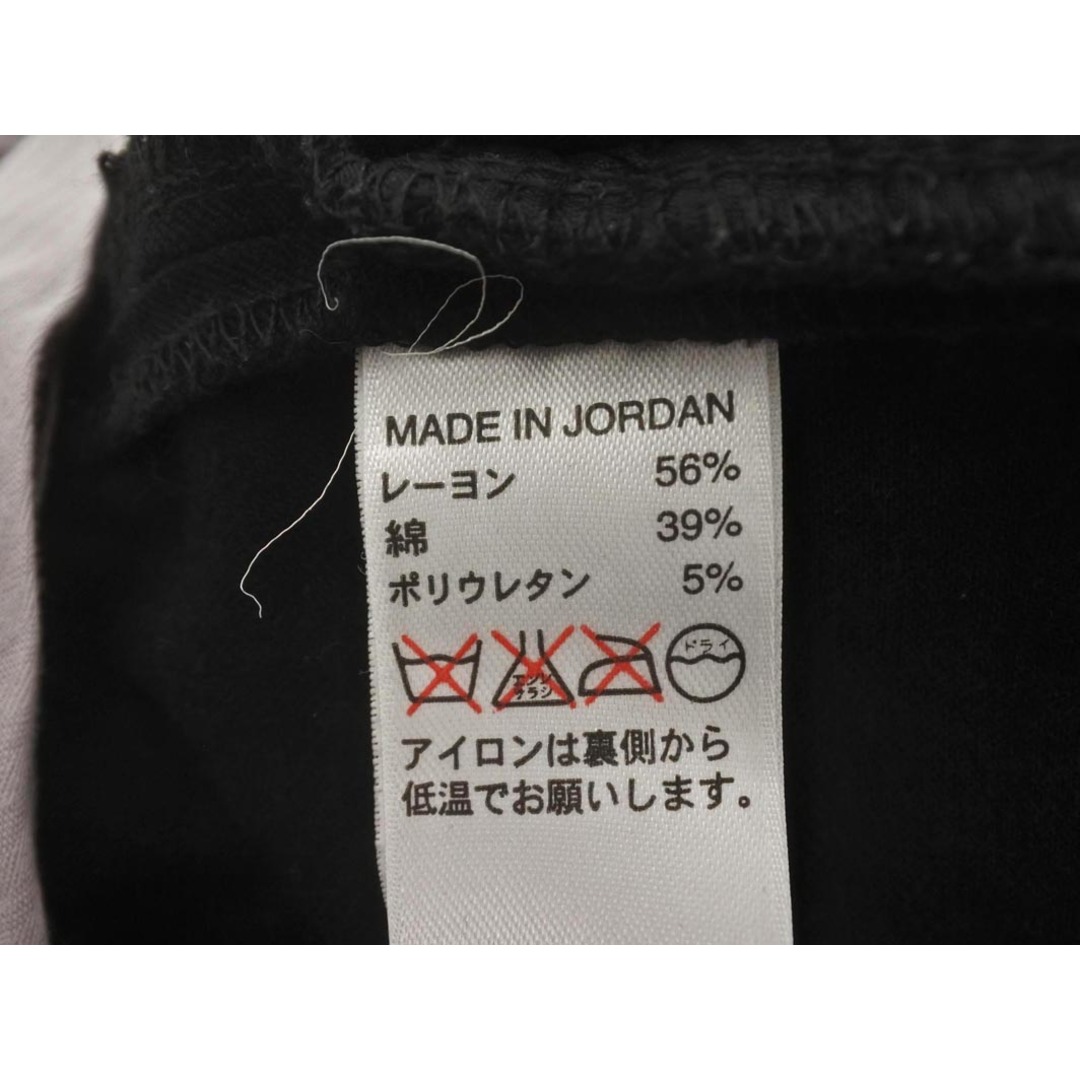 MADE IN JORDAN
レーヨン 56%
綿 39%
ポリウレタン 5%
エンソ
サラシ
ドライ
アイロンは裏側から
低温でお願いします。